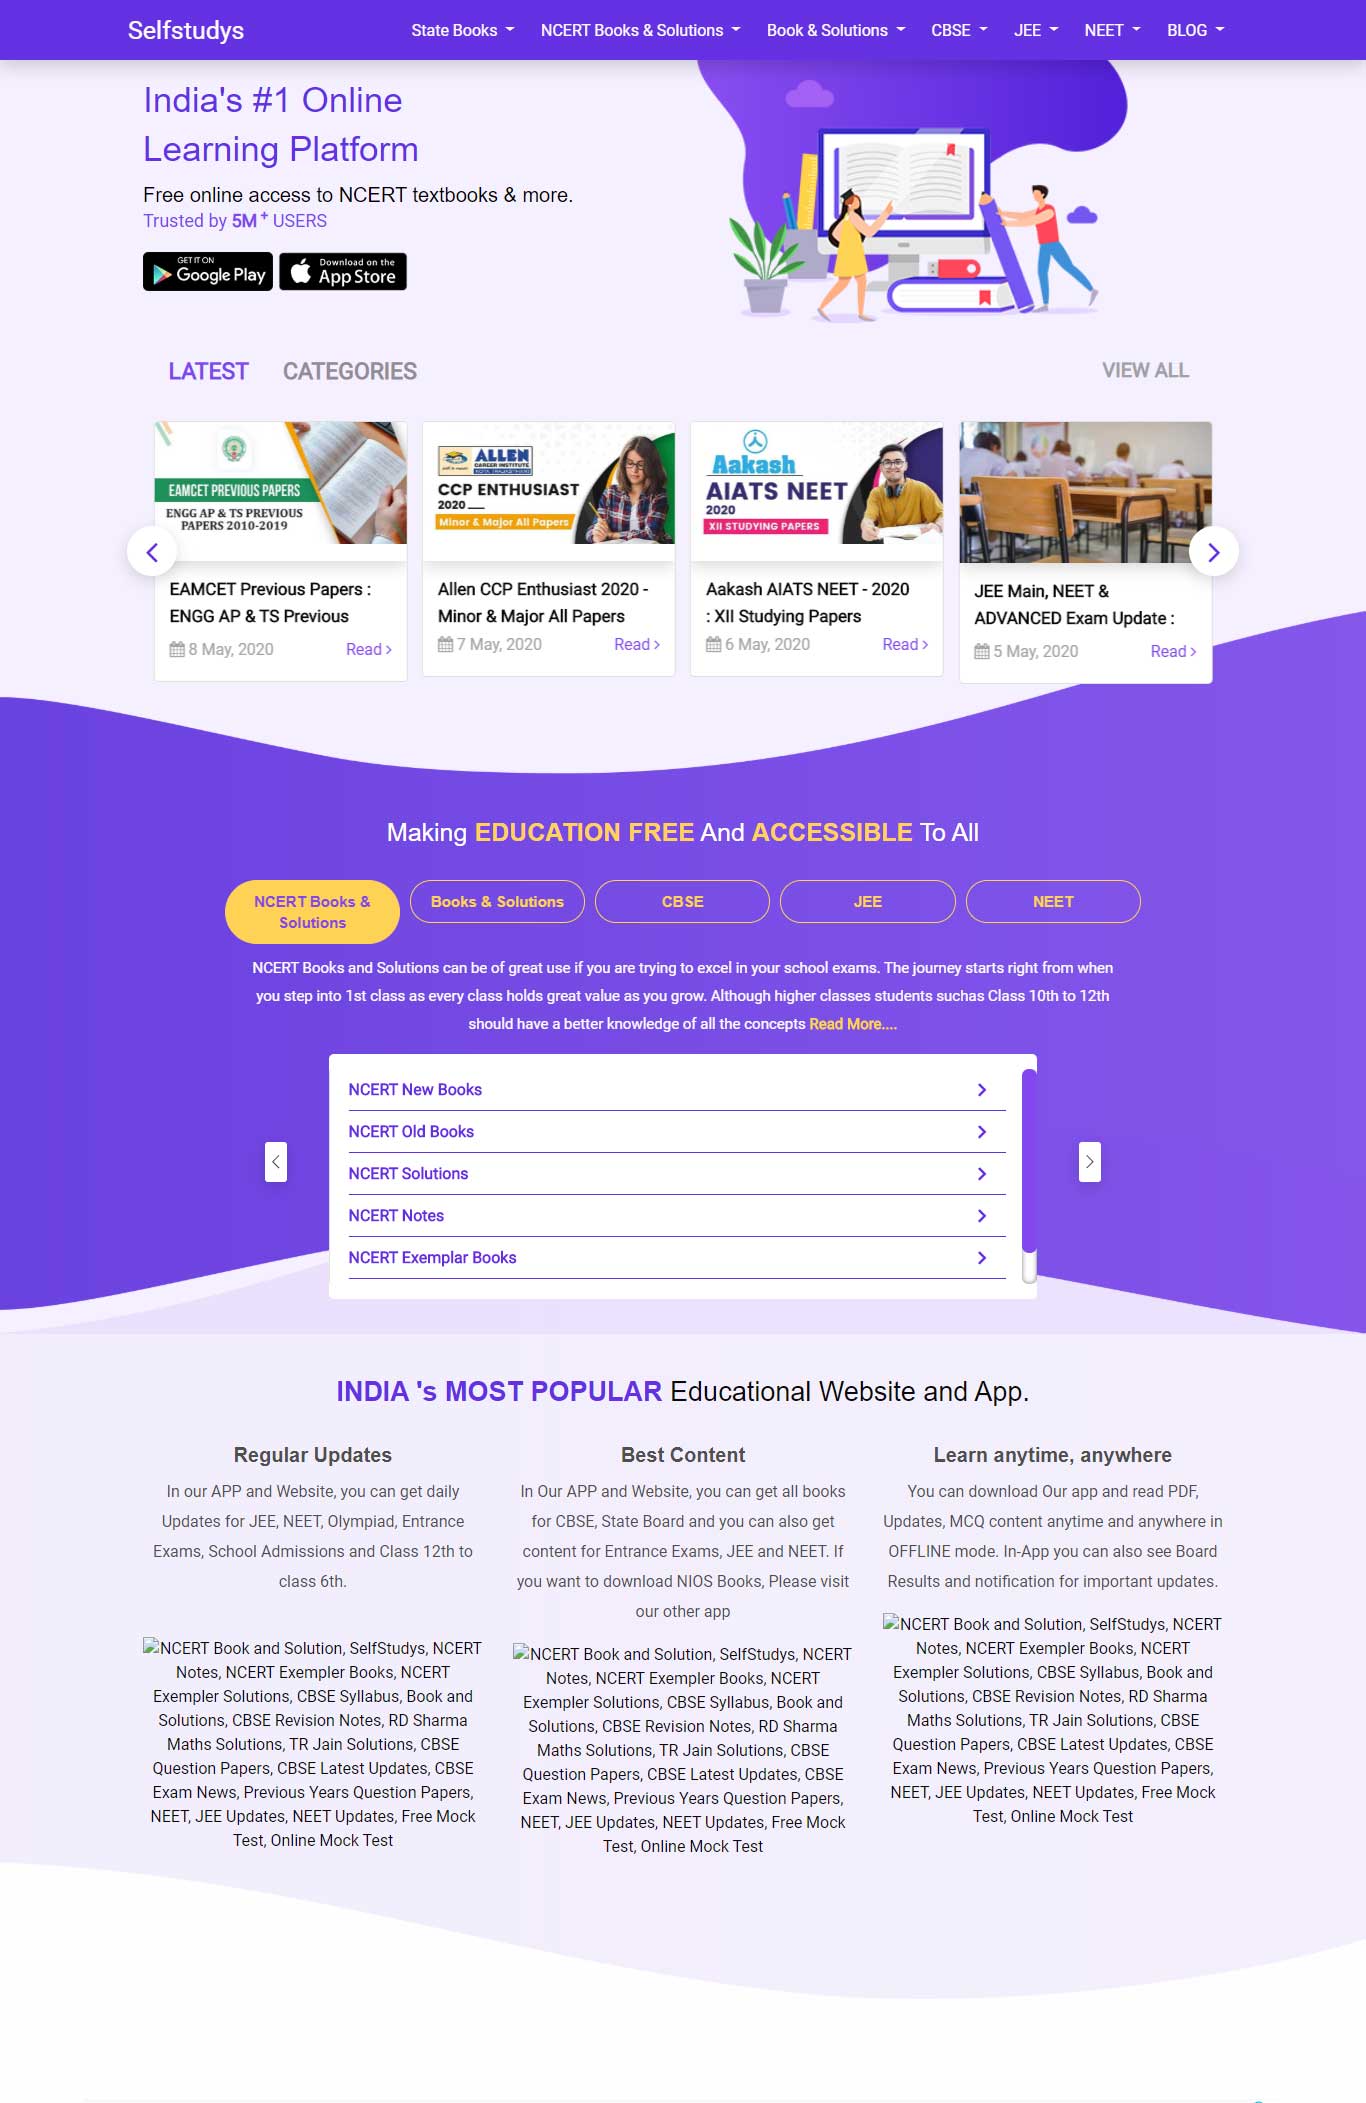 Selfstudys
State Books
NCERT Books & Solutions
Book & Solutions
CBSE
JEE
NEET
BLOG
India's #1 Online
Learning Platform
Free online access to NCERT textbooks & more.
Trusted by 5M+ USERS
GET IT ON
Google Play
Download on the
App Store
LATEST
CATEGORIES
VIEW ALL
EAMCET PREVIOUS PAPERS
ENGG AP & TS PREVIOUS
PAPERS 2010-2019
EAMCET Previous Papers :
ENGG AP & TS Previous
8 May, 2020
Read
ALLEN
CAREER INSTITUTE
KOTA (RAJASTHAN)
CCP ENTHUSIAST
2020
Minor & Major All Papers
Allen CCP Enthusiast 2020 -
Minor & Major All Papers
7 May, 2020
Read
Aakash
AIATS NEET
2020
XII STUDYING PAPERS
Aakash AIATS NEET - 2020
: XII Studying Papers
6 May, 2020
Read
JEE Main, NEET &
ADVANCED Exam Update :
5 May, 2020
Read
Making EDUCATION FREE And ACCESSIBLE To All
NCERT Books &
Solutions
Books & Solutions
CBSE
JEE
NEET
NCERT Books and Solutions can be of great use if you are trying to excel in your school exams. The journey starts right from when
you step into 1st class as every class holds great value as you grow. Although higher classes students suchas Class 10th to 12th
should have a better knowledge of all the concepts Read More....
NCERT New Books
NCERT Old Books
NCERT Solutions
NCERT Notes
NCERT Exemplar Books
INDIA 's MOST POPULAR Educational Website and App.
Regular Updates
In our APP and Website, you can get daily
Updates for JEE, NEET, Olympiad, Entrance
Exams, School Admissions and Class 12th to
class 6th.
NCERT Book and Solution, SelfStudys, NCERT
Notes, NCERT Exempler Books, NCERT
Exempler Solutions, CBSE Syllabus, Book and
Solutions, CBSE Revision Notes, RD Sharma
Maths Solutions, TR Jain Solutions, CBSE
Question Papers, CBSE Latest Updates, CBSE
Exam News, Previous Years Question Papers,
NEET, JEE Updates, NEET Updates, Free Mock
Test, Online Mock Test
Best Content
In Our APP and Website, you can get all books
for CBSE, State Board and you can also get
content for Entrance Exams, JEE and NEET. If
you want to download NIOS Books, Please visit
our other app
NCERT Book and Solution, SelfStudys, NCERT
Notes, NCERT Exempler Books, NCERT
Exempler Solutions, CBSE Syllabus, Book and
Solutions, CBSE Revision Notes, RD Sharma
Maths Solutions, TR Jain Solutions, CBSE
Question Papers, CBSE Latest Updates, CBSE
Exam News, Previous Years Question Papers,
NEET, JEE Updates, NEET Updates, Free Mock
Test, Online Mock Test
Learn anytime, anywhere
You can download Our app and read PDF,
Updates, MCQ content anytime and anywhere in
OFFLINE mode. In-App you can also see Board
Results and notification for important updates.
NCERT Book and Solution, SelfStudys, NCERT
Notes, NCERT Exempler Books, NCERT
Exempler Solutions, CBSE Syllabus, Book and
Solutions, CBSE Revision Notes, RD Sharma
Maths Solutions, TR Jain Solutions, CBSE
Question Papers, CBSE Latest Updates, CBSE
Exam News, Previous Years Question Papers,
NEET, JEE Updates, NEET Updates, Free Mock
Test, Online Mock Test